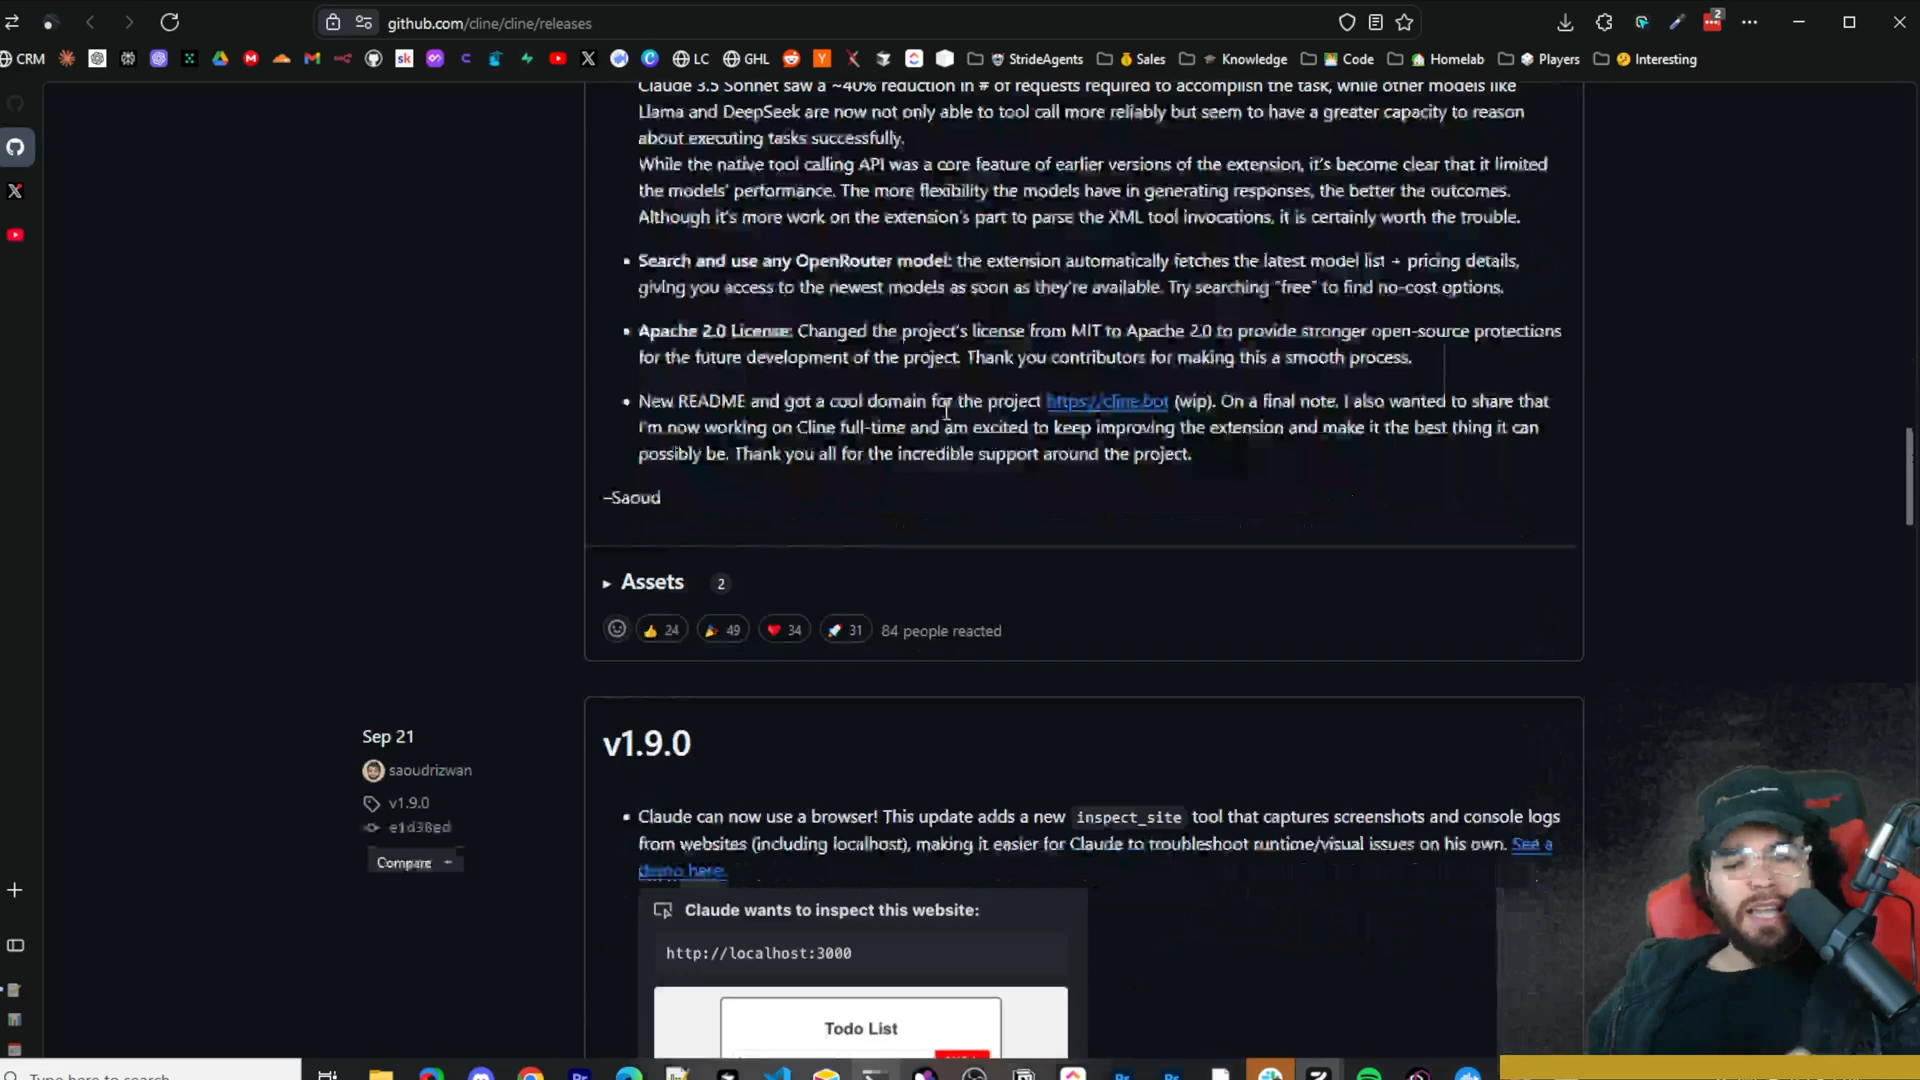 github.com/cline/cline/releases
2
CRM
LC
GHL
StrideAgents
Sales
Knowledge
Code
Homelab
Players
Interesting
Claude 3.5 Sonnet saw a ~40% reduction in # of requests required to accomplish the task, while other models like
Llama and DeepSeek are now not only able to tool call more reliably but seem to have a greater capacity to reason
about executing tasks successfully.
While the native tool calling API was a core feature of earlier versions of the extension, it's become clear that it limited
the models' performance. The more flexibility the models have in generating responses, the better the outcomes.
Although it's more work on the extension's part to parse the XML tool invocations, it is certainly worth the trouble.
• Search and use any OpenRouter model: the extension automatically fetches the latest model list + pricing details,
giving you access to the newest models as soon as they're available. Try searching "free" to find no-cost options.
• Apache 2.0 License: Changed the project's license from MIT to Apache 2.0 to provide stronger open-source protections
for the future development of the project. Thank you contributors for making this a smooth process.
• New README and got a cool domain for the project https://cline.bot (wip). On a final note, I also wanted to share that
I'm now working on Cline full-time and am excited to keep improving the extension and make it the best thing it can
possibly be. Thank you all for the incredible support around the project.
–Saoud
Assets 2
24 49 34 31 84 people reacted
Sep 21
saoudrizwan
v1.9.0
e1d38ed
Compare
v1.9.0
• Claude can now use a browser! This update adds a new inspect_site tool that captures screenshots and console logs
from websites (including localhost), making it easier for Claude to troubleshoot runtime/visual issues on his own. See a
demo here.
Claude wants to inspect this website:
http://localhost:3000
Todo List
Type here to search